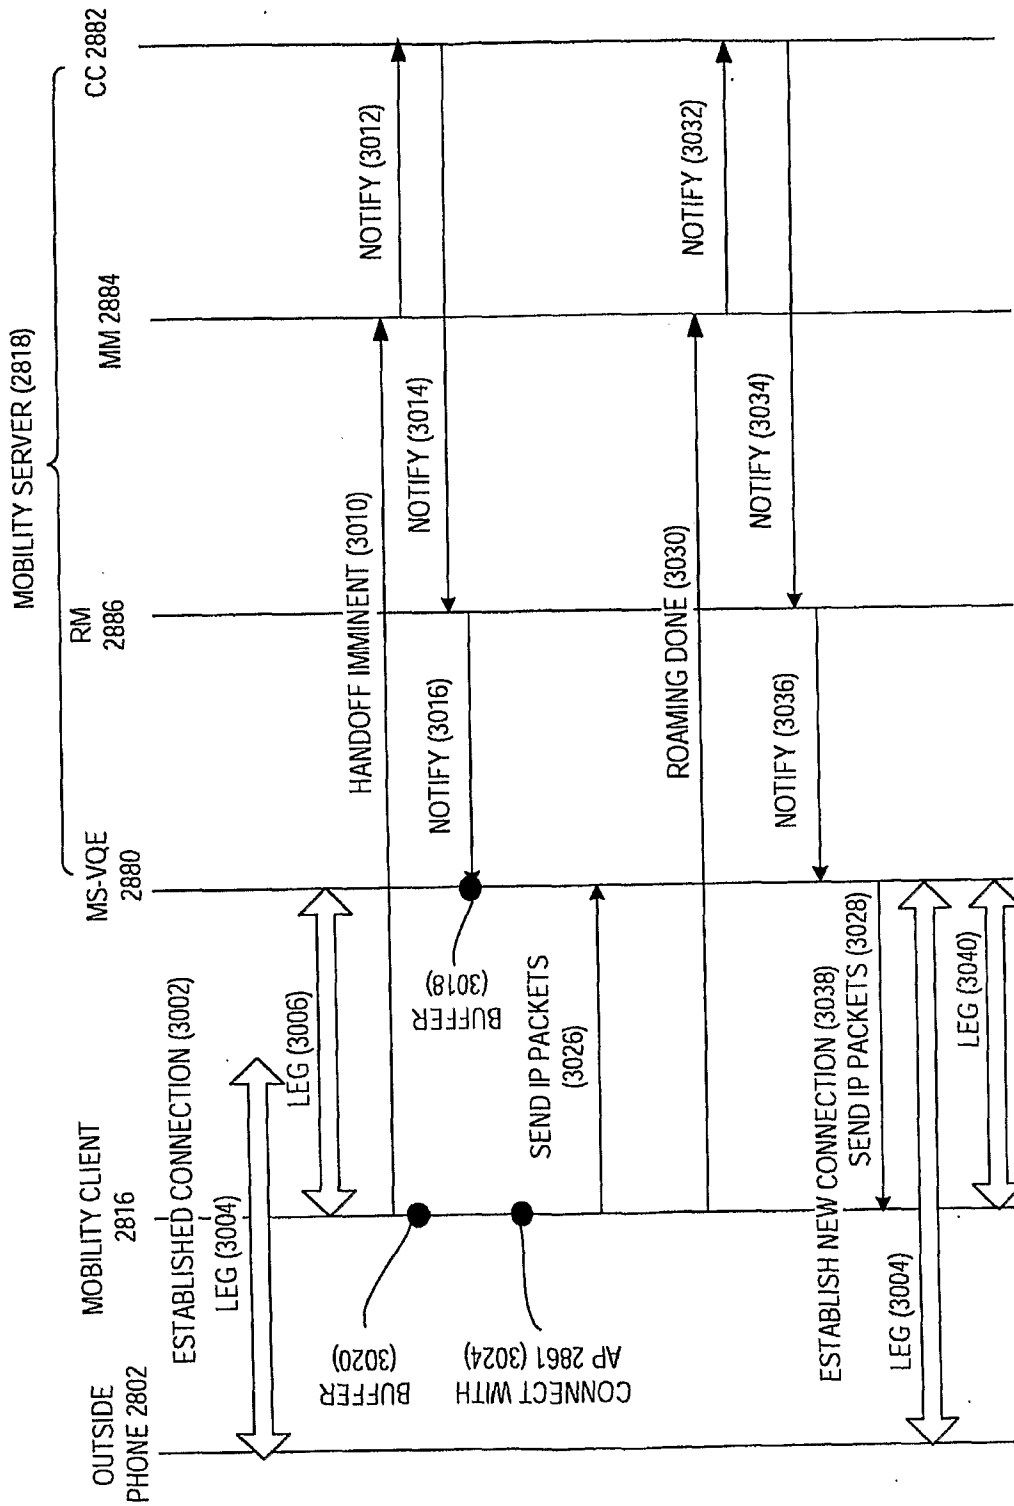 MOBILITY SERVER (2818)
OUTSIDE
PHONE 2802
MOBILITY CLIENT
2816
MS-VQE
2880
RM
2886
MM 2884
CC 2882
ESTABLISHED CONNECTION (3002)
LEG (3004)
LEG (3006)
HANDOFF IMMINENT (3010)
NOTIFY (3012)
NOTIFY (3014)
NOTIFY (3016)
BUFFER
(3018)
BUFFER
(3020)
CONNECT WITH
AP 2861 (3024)
SEND IP PACKETS
(3026)
ROAMING DONE (3030)
NOTIFY (3032)
NOTIFY (3034)
NOTIFY (3036)
ESTABLISH NEW CONNECTION (3038)
SEND IP PACKETS (3028)
LEG (3004)
LEG (3040)